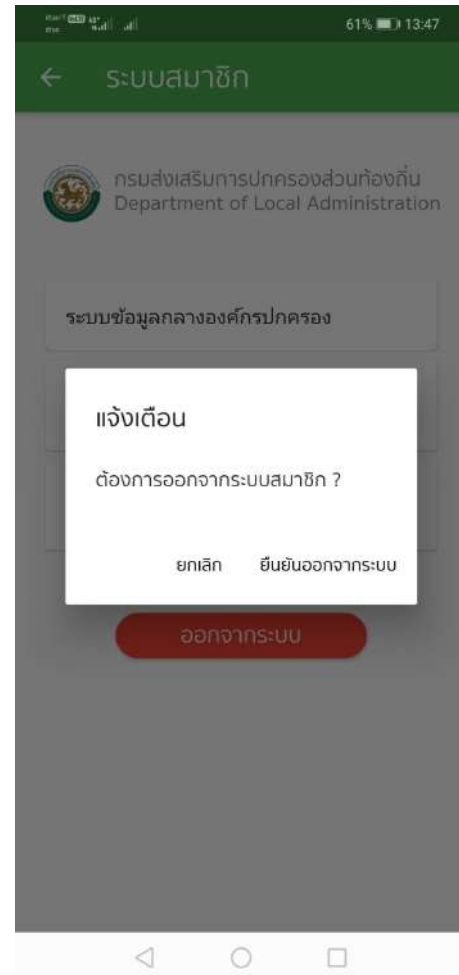 61% 13:47
ระบบสมาชิก
กรมส่งเสริมการปกครองส่วนท้องถิ่น
Department of Local Administration
ระบบข้อมูลกลางองค์กรปกครอง
แจ้งเตือน
ต้องการออกจากระบบสมาชิก ?
ยกเลิก ยืนยันออกจากระบบ
ออกจากระบบ